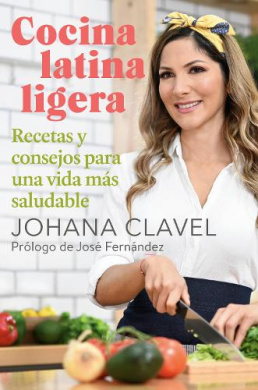 Cocina
latina
ligera
Recetas y
consejos para
una vida más
saludable
JOHANA CLAVEL
Prólogo de José Fernández